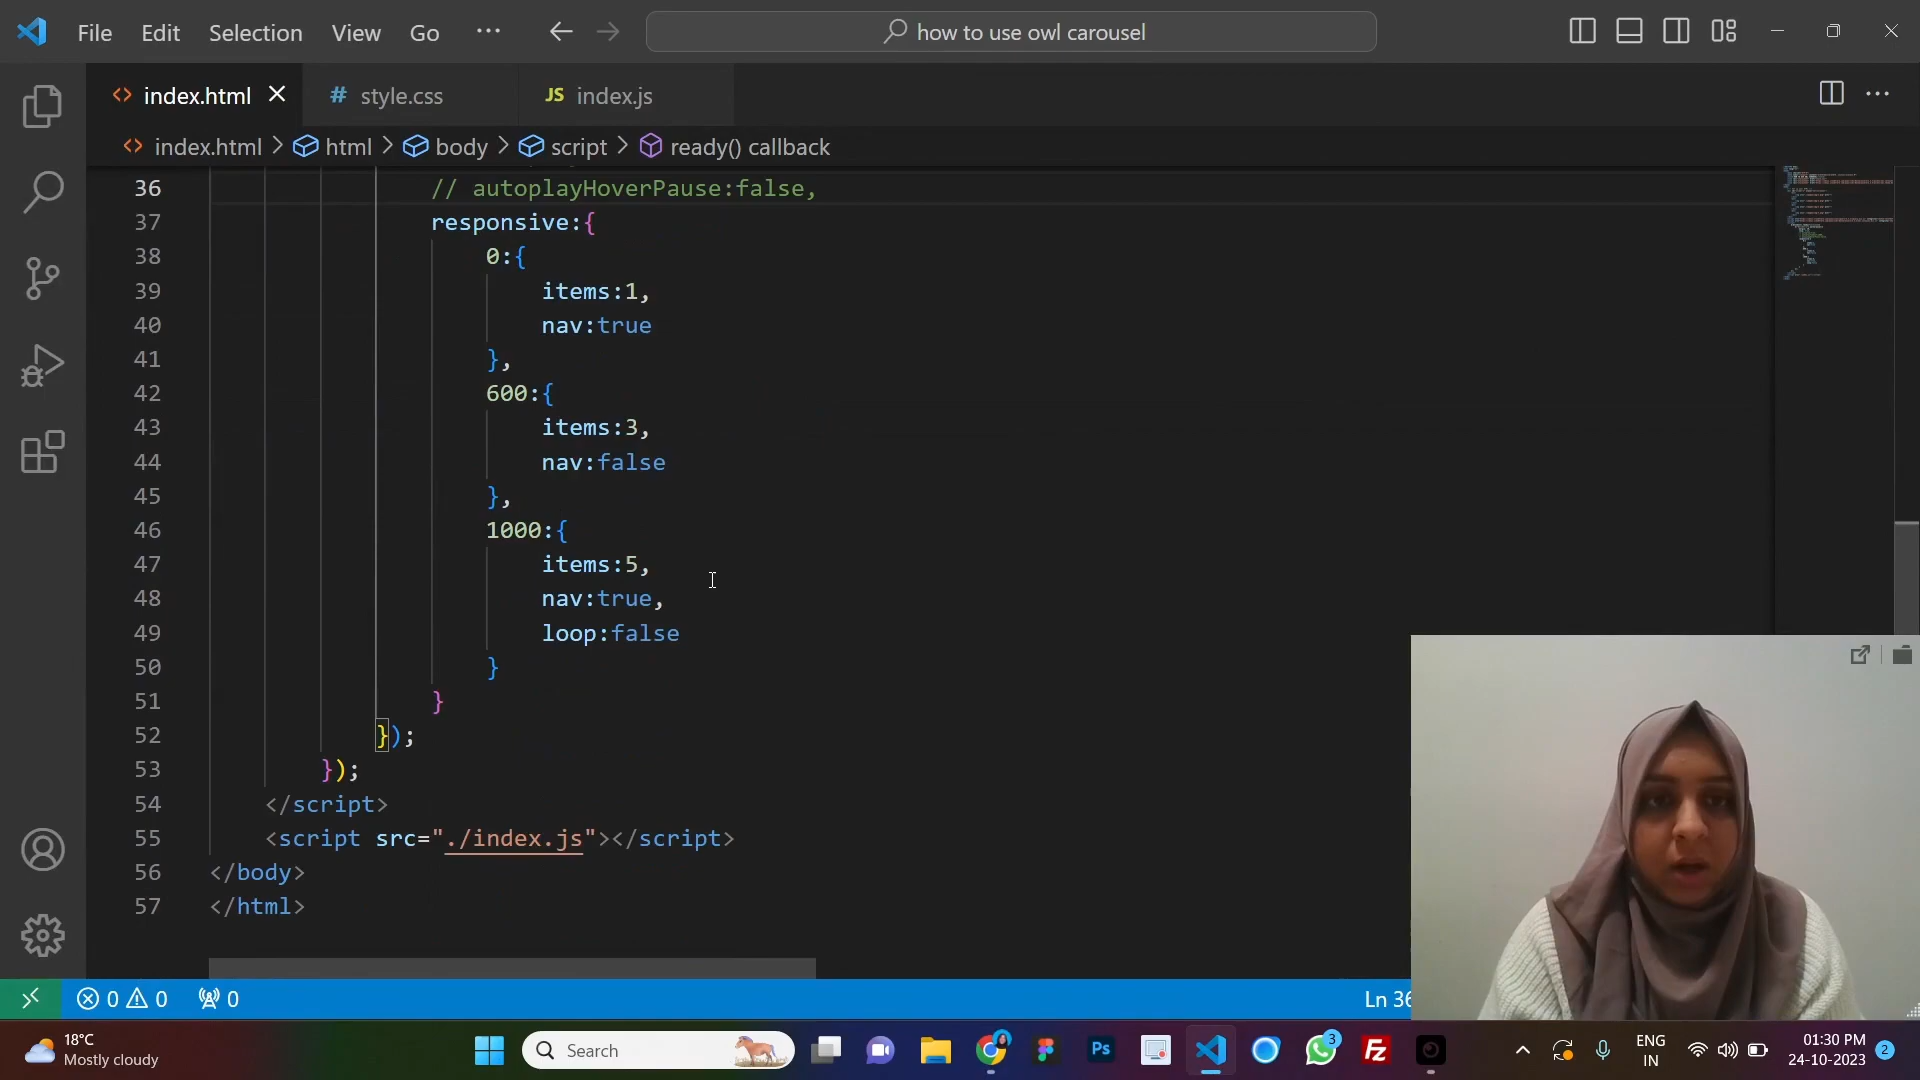 File Edit Selection View Go ··· how to use owl carousel
index.html # style.css JS index.js
index.html > html > body > script > ready() callback
36 // autoplayHoverPause:false,
37 responsive:{
38 0:{
39 items:1,
40 nav:true
41 },
42 600:{
43 items:3,
44 nav:false
45 },
46 1000:{
47 items:5,
48 nav:true,
49 loop:false
50 }
51 }
52 });
53 });
54 </script>
55 <script src="./index.js"></script>
56 </body>
57 </html>
0 0 0 Ln 36
18°C
Mostly cloudy
Search
Ps
3
Fz
ENG
IN
01:30 PM
24-10-2023
2